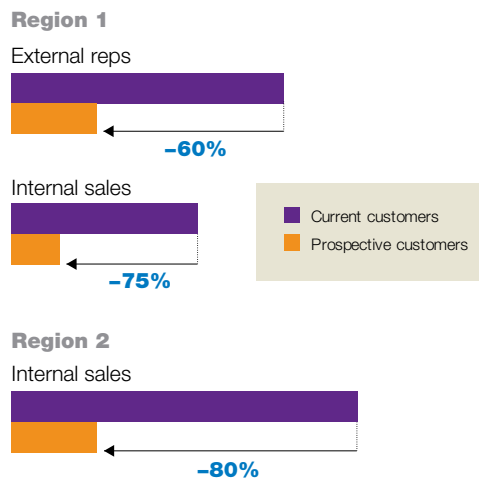 Region 1
External reps
–60%
Internal sales
Current customers
Prospective customers
–75%
Region 2
Internal sales
–80%